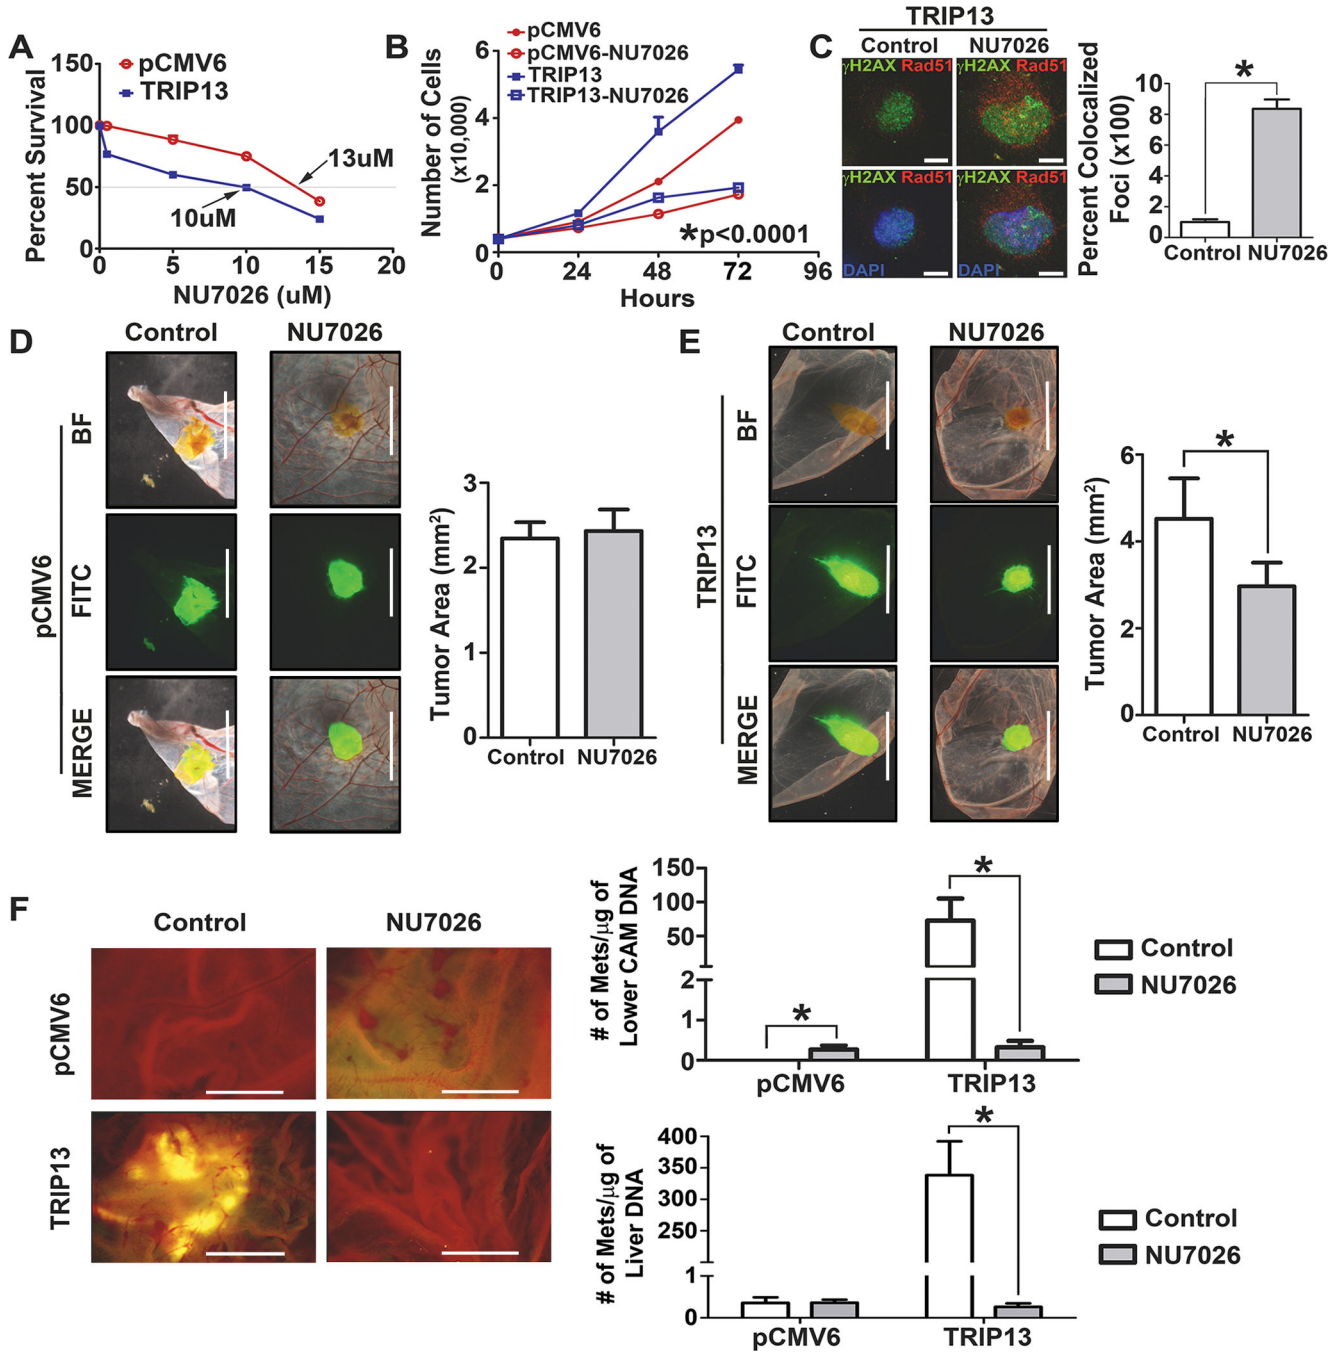 A
pCMV6
TRIP13
Percent Survival
150
100
50
0
13uM
10uM
0 5 10 15 20
NU7026 (uM)
B
pCMV6
pCMV6-NU7026
TRIP13
TRIP13-NU7026
Number of Cells
(x10,000)
6
4
2
0
*p<0.0001
0 24 48 72 96
Hours
C
TRIP13
Control NU7026
γH2AX Rad51 γH2AX Rad51
γH2AX Rad51 γH2AX Rad51
DAPI DAPI
Percent Colocalized
Foci (x100)
10
8
6
4
2
0
*
Control NU7026
D
Control NU7026
pCMV6
BF
FITC
MERGE
Tumor Area (mm²)
3
2
1
0
Control NU7026
E
Control NU7026
TRIP13
BF
FITC
MERGE
Tumor Area (mm²)
6
4
2
0
*
Control NU7026
F
Control NU7026
pCMV6
TRIP13
# of Mets/μg of
Lower CAM DNA
150
100
50
2
1
0
*
*
pCMV6 TRIP13
Control
NU7026
# of Mets/μg of
Liver DNA
400
350
300
250
1
0
*
pCMV6 TRIP13
Control
NU7026